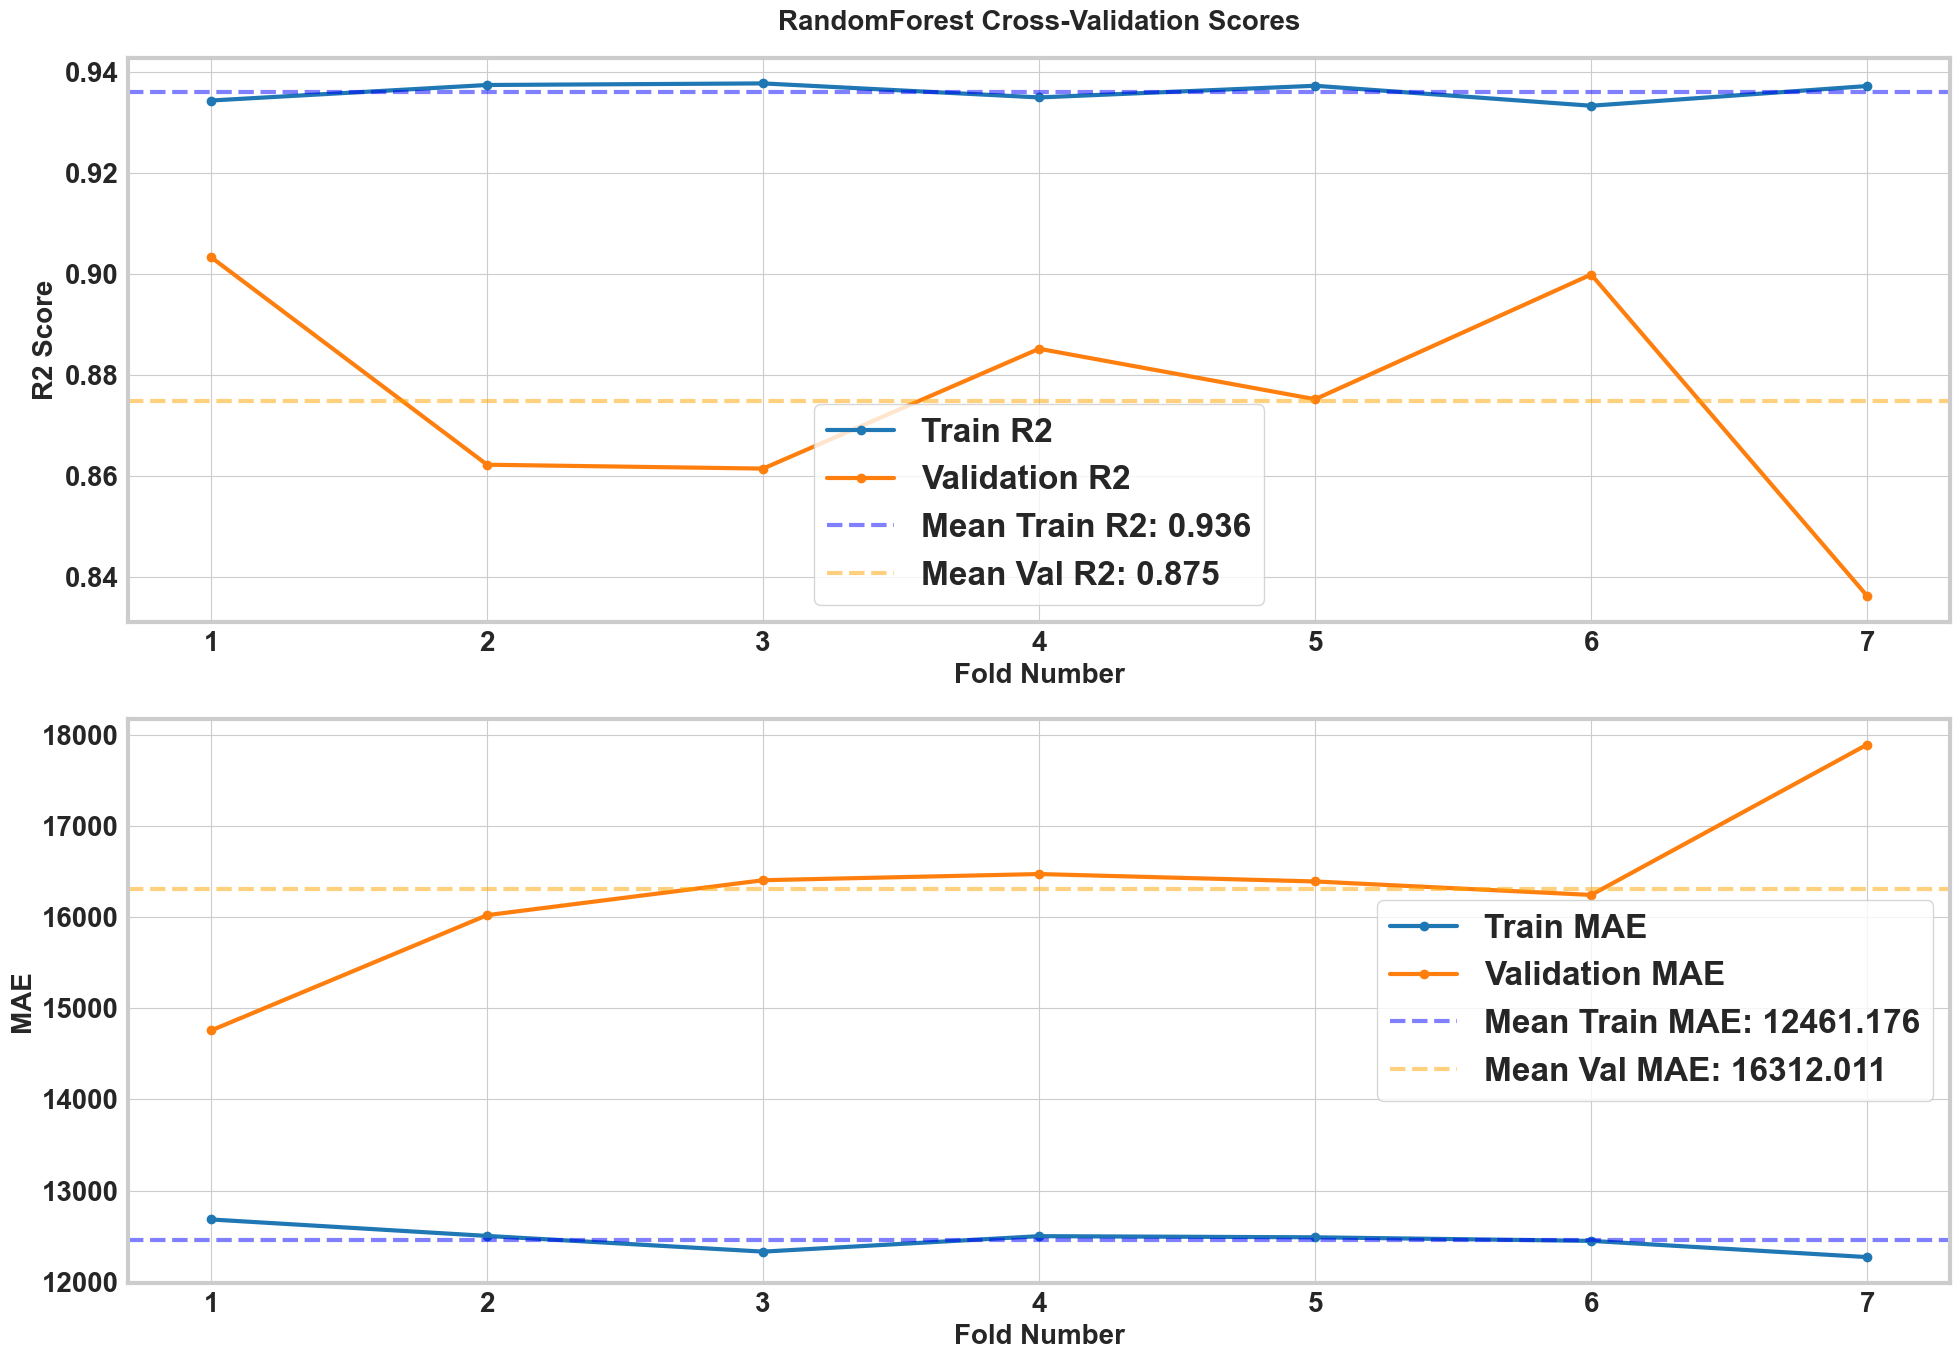 RandomForest Cross-Validation Scores
0.94
0.92
0.90
0.88
0.86
0.84
R2 Score
Train R2
Validation R2
Mean Train R2: 0.936
Mean Val R2: 0.875
1 2 3 4 5 6 7
Fold Number
18000
17000
16000
15000
14000
13000
12000
MAE
Train MAE
Validation MAE
Mean Train MAE: 12461.176
Mean Val MAE: 16312.011
1 2 3 4 5 6 7
Fold Number